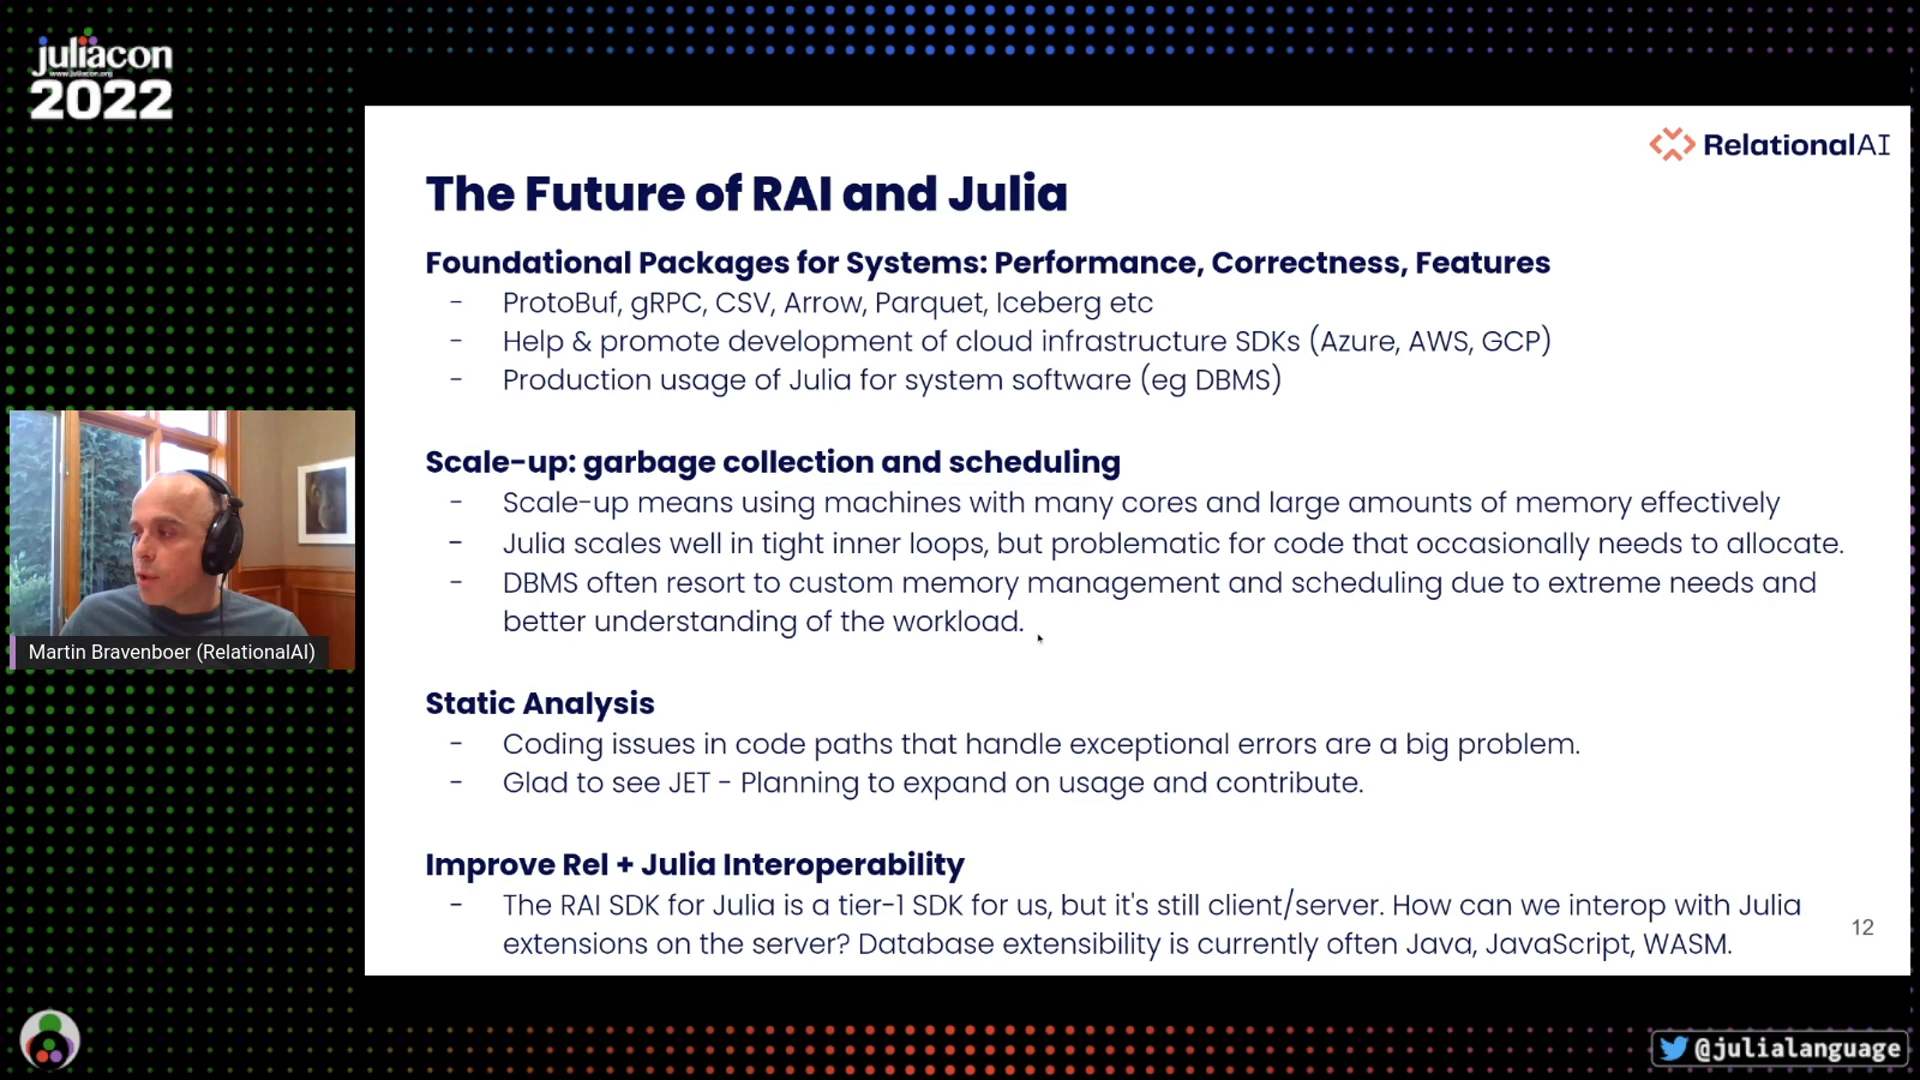 juliacon
www.juliacon.org
2022
RelationalAI
The Future of RAI and Julia
Foundational Packages for Systems: Performance, Correctness, Features
- ProtoBuf, gRPC, CSV, Arrow, Parquet, Iceberg etc
- Help & promote development of cloud infrastructure SDKs (Azure, AWS, GCP)
- Production usage of Julia for system software (eg DBMS)
Scale-up: garbage collection and scheduling
- Scale-up means using machines with many cores and large amounts of memory effectively
- Julia scales well in tight inner loops, but problematic for code that occasionally needs to allocate.
- DBMS often resort to custom memory management and scheduling due to extreme needs and
better understanding of the workload.
Martin Bravenboer (RelationalAI)
Static Analysis
- Coding issues in code paths that handle exceptional errors are a big problem.
- Glad to see JET - Planning to expand on usage and contribute.
Improve Rel + Julia Interoperability
- The RAI SDK for Julia is a tier-1 SDK for us, but it's still client/server. How can we interop with Julia
extensions on the server? Database extensibility is currently often Java, JavaScript, WASM.
12
@julialanguage